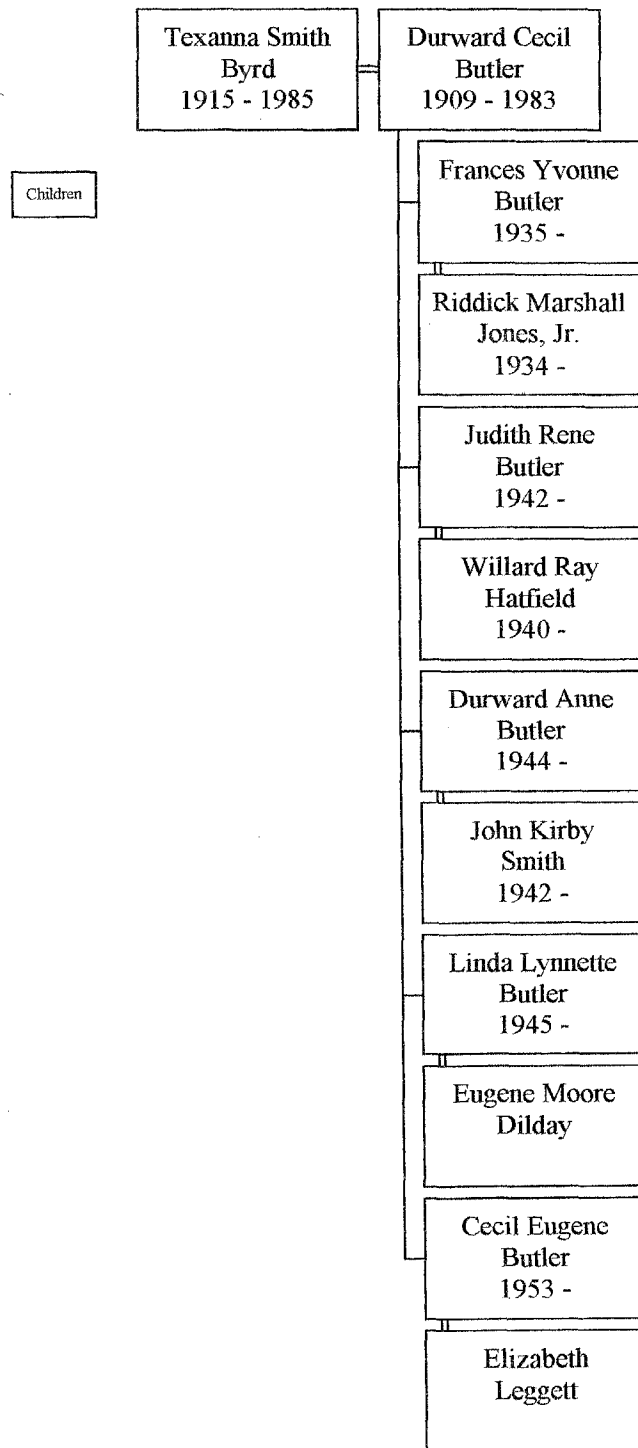 Texanna Smith
Byrd
1915 - 1985
Durward Cecil
Butler
1909 - 1983
Children
Frances Yvonne
Butler
1935 -
Riddick Marshall
Jones, Jr.
1934 -
Judith Rene
Butler
1942 -
Willard Ray
Hatfield
1940 -
Durward Anne
Butler
1944 -
John Kirby
Smith
1942 -
Linda Lynnette
Butler
1945 -
Eugene Moore
Dilday
Cecil Eugene
Butler
1953 -
Elizabeth
Leggett